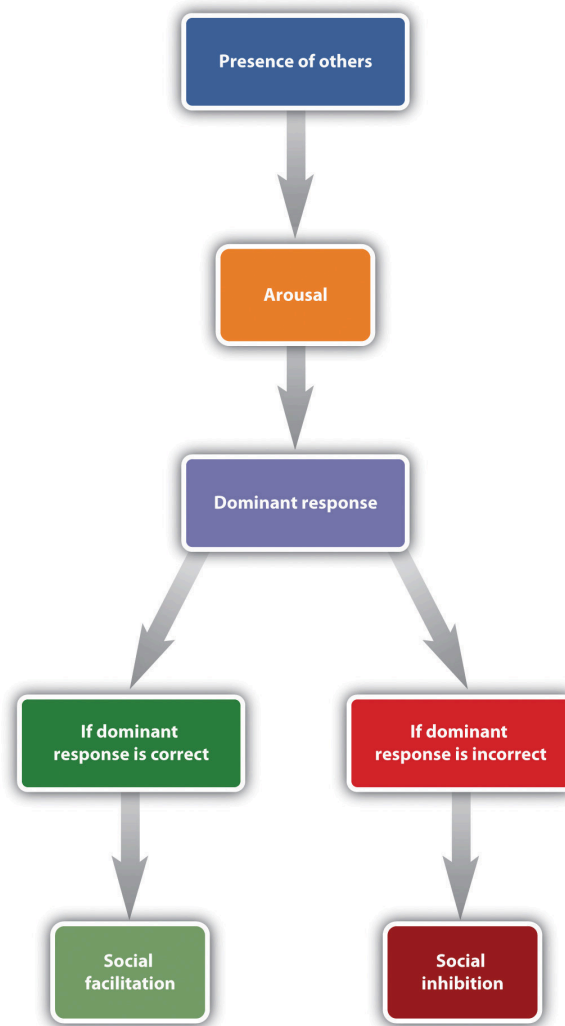 Presence of others
Arousal
Dominant response
If dominant
response is correct
If dominant
response is incorrect
Social
facilitation
Social
inhibition